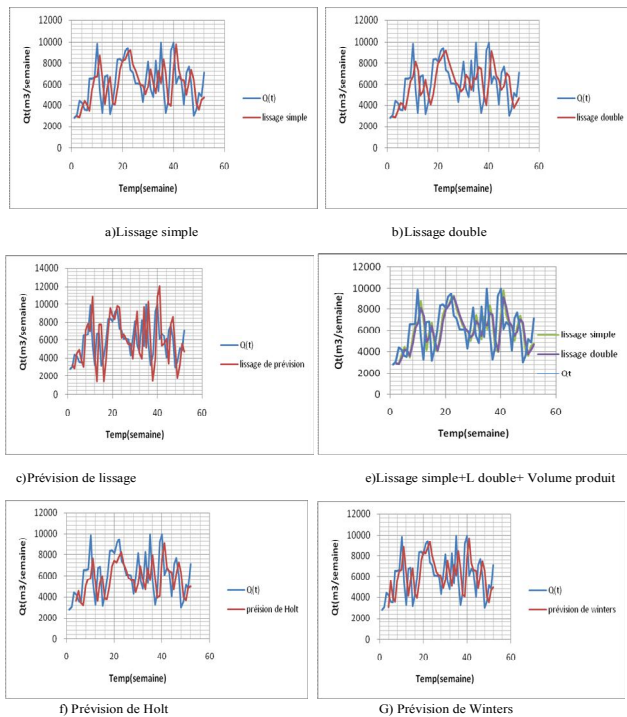 12000
10000
8000
6000
4000
2000
0
0 20 40 60
Qt(m3/semaine)
Temp(semaine)
Q(t)
lissage simple
a)Lissage simple
12000
10000
8000
6000
4000
2000
0
0 20 40 60
Qt(m3/semaine)
Temp(semaine)
Q(t)
lissage double
b)Lissage double
14000
12000
10000
8000
6000
4000
2000
0
0 20 40 60
Qt(m3/semaine)
Temp(semaine)
Q(t)
lissage de prévision
c)Prévision de lissage
12000
10000
8000
6000
4000
2000
0
0 20 40 60
Qt(m3/semaine)
Temp(semaine)
lissage simple
lissage double
Qt
e)Lissage simple+L double+ Volume produit
12000
10000
8000
6000
4000
2000
0
0 20 40 60
Qt(m3/semaine)
Temp(semaine)
Q(t)
préision de Holt
f) Prévision de Holt
12000
10000
8000
6000
4000
2000
0
0 20 40 60
Qt(m3/semaine)
Temp(semaine)
Q(t)
prévision de winters
G) Prévision de Winters